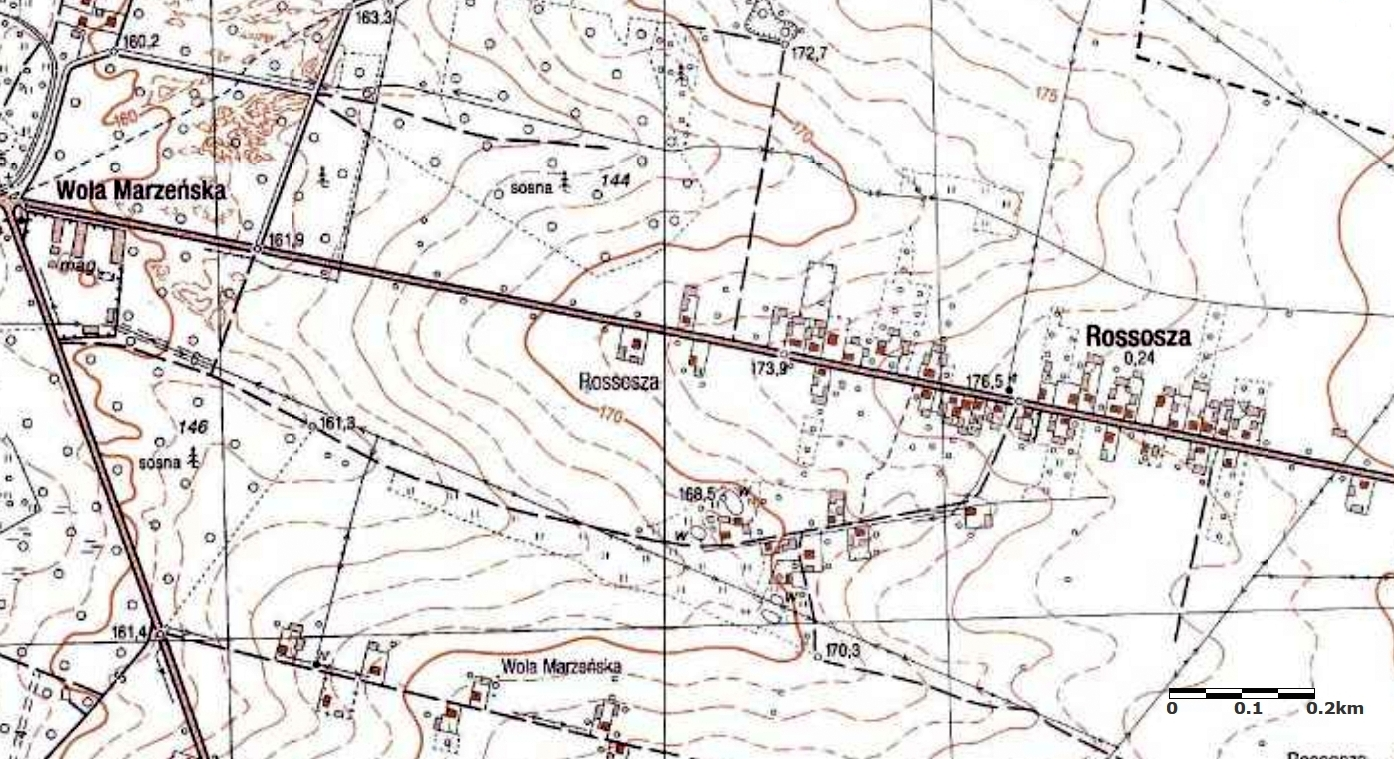 163,3
160,2
172,7
175
160
170
Wola Marzeńska
sosna 144
161,9
mag.
Rossosza
0,24
173,9
176,5
Rossosza
170
161,3
146
sosna
168,5
w
w
w
161,4
170,3
Wola Marzeńska
0 0.1 0.2km